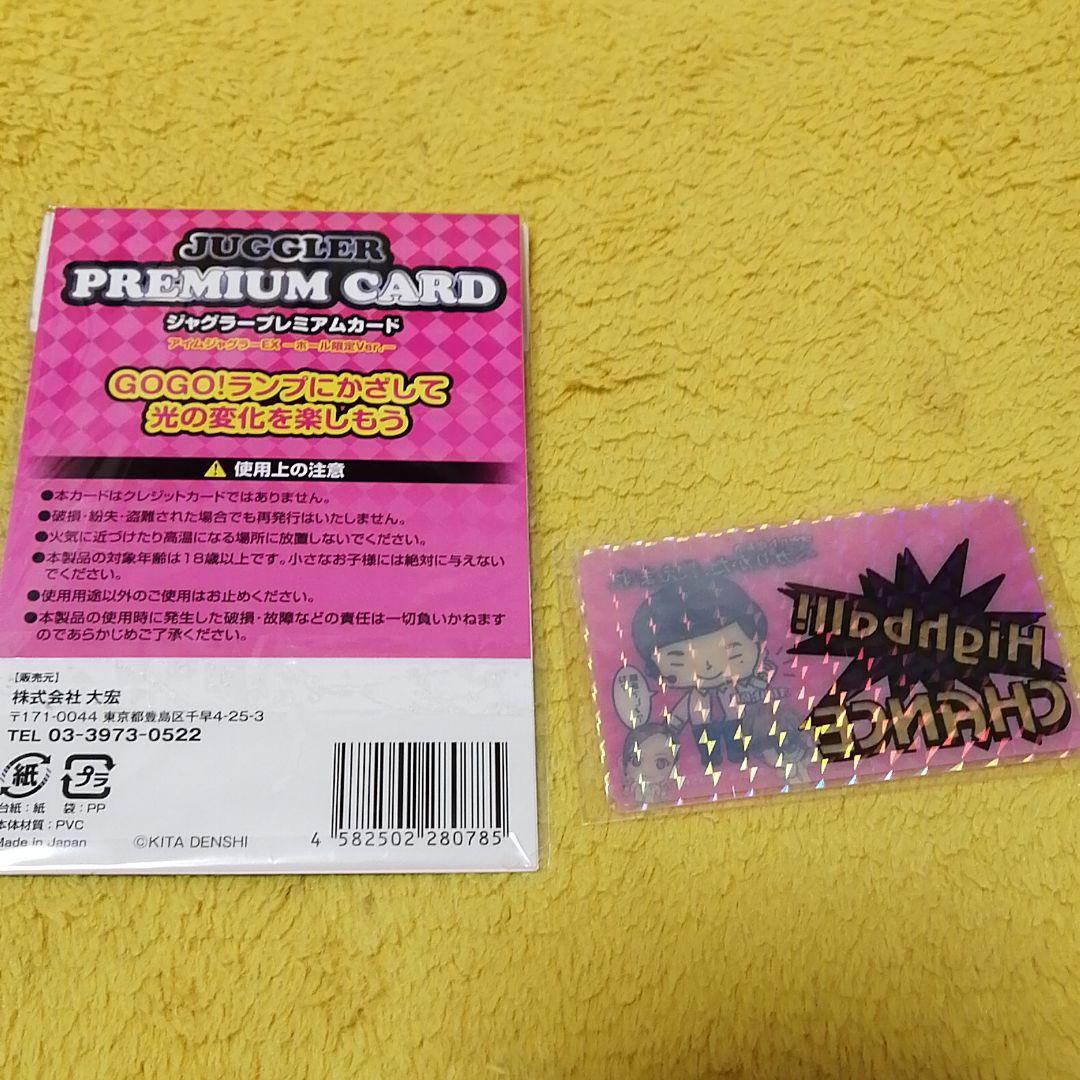 JUGGLER
PREMIUM CARD
ジャグラープレミアムカード
アイムジャグラーEX ーホール限定Ver.ー
GOGO!ランプにかざして
光の変化を楽しもう
使用上の注意
●本カードはクレジットカードではありません。
●破損・紛失・盗難された場合でも再発行はいたしません。
●火気に近づけたり高温になる場所に放置しないでください。
●本製品の対象年齢は18歳以上です。小さなお子様には絶対に与えない
でください。
●使用用途以外のご使用はお止めください。
●本製品の使用時に発生した破損・故障などの責任は一切負いかねます
のであらかじめご了承ください。
【販売元】
株式会社 大宏
〒171-0044 東京都豊島区千早4-25-3
TEL 03-3973-0522
紙
プラ
台紙:紙 袋:PP
本体材質:PVC
Made in Japan
©KITA DENSHI
4 582502 280785
Highball!
CHANCE